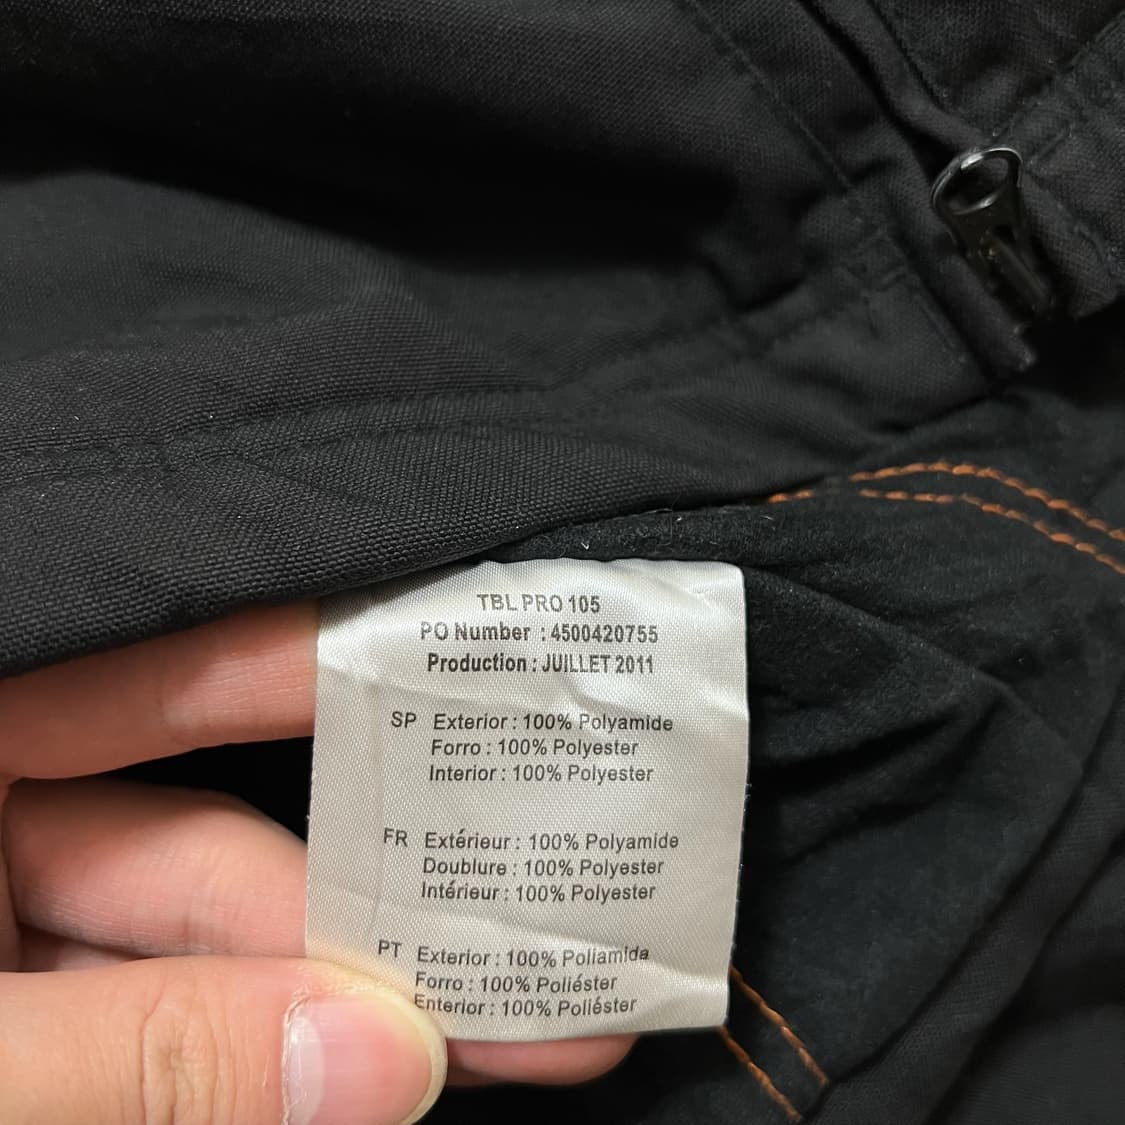 TBL PRO 105
PO Number : 4500420755
Production : JUILLET 2011
SP Exterior : 100% Polyamide
Forro : 100% Polyester
Interior : 100% Polyester
FR Extérieur : 100% Polyamide
Doublure : 100% Polyester
Intérieur : 100% Polyester
PT Exterior : 100% Poliamida
Forro : 100% Poliéster
Enterior : 100% Poliéster